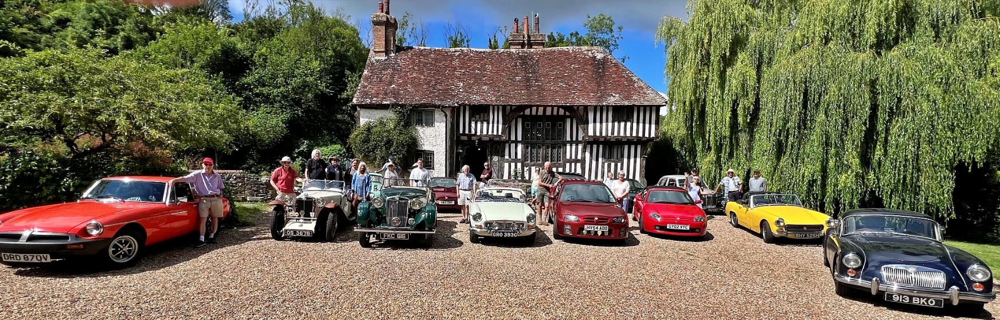 DRD 870V
OS 3678
FKC 616
GRO 393G
HV54 ADO
GY02 VYC
BHY 526H
913 BKO